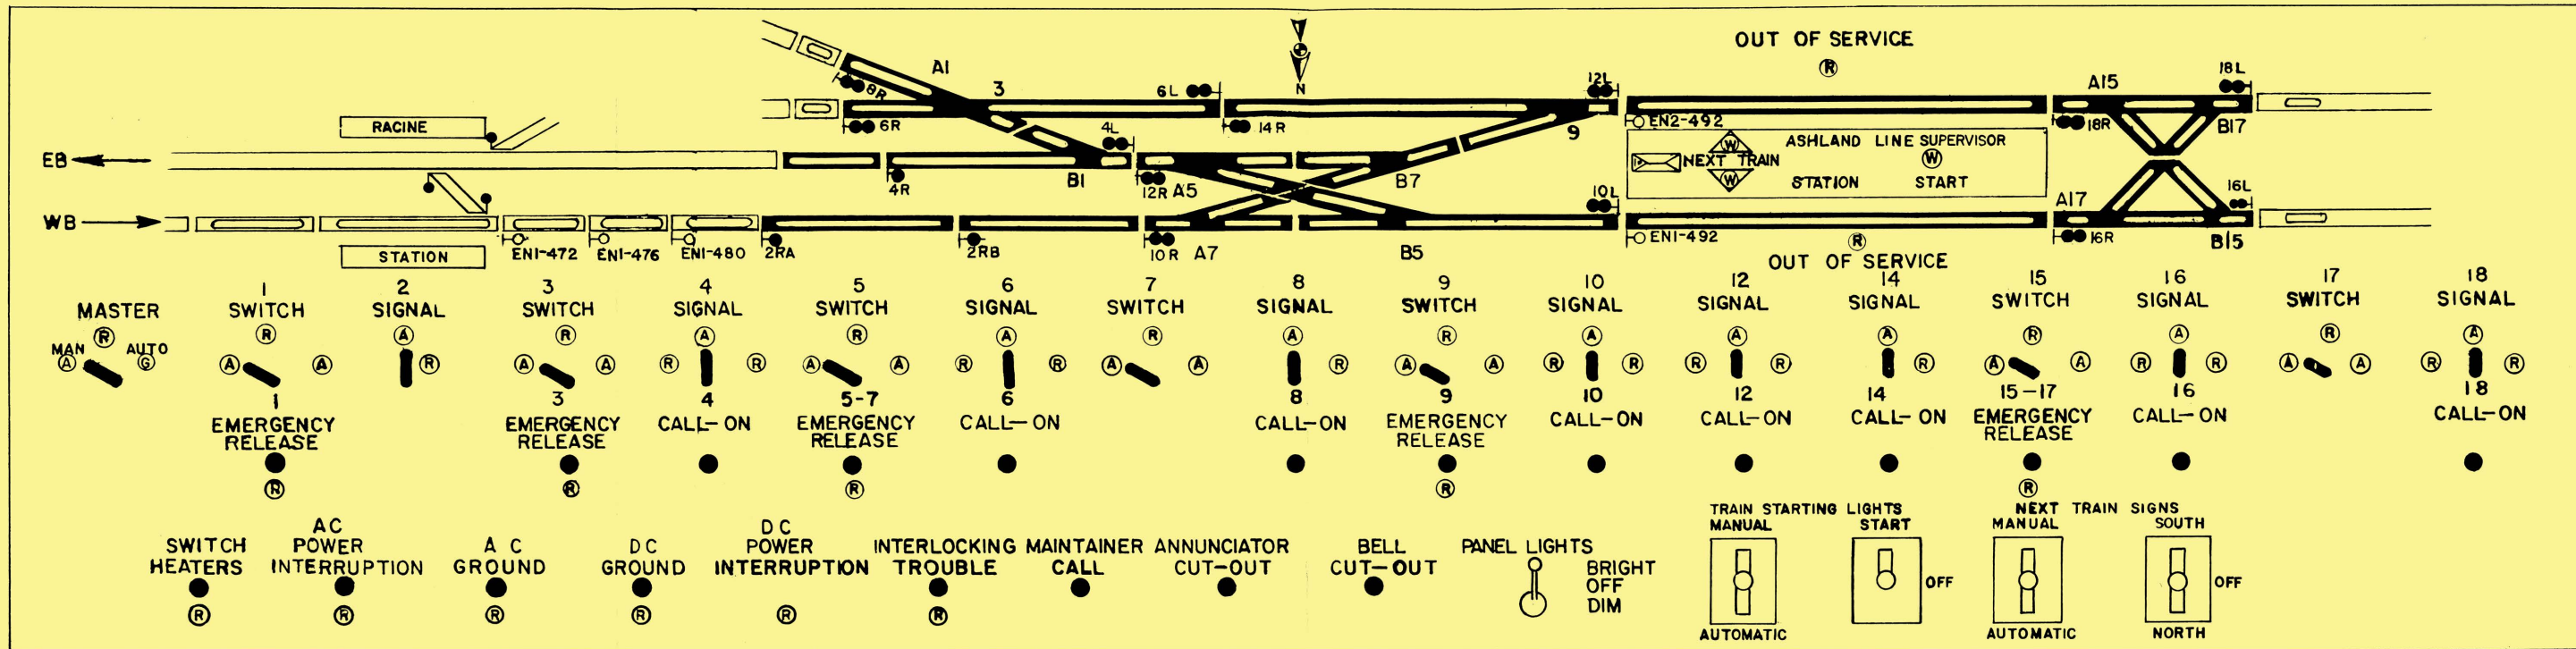 OUT OF SERVICE
R
A1
3
6L
N
12L
A15
18L
8R
6R
14R
9
EN2-492
18R
B17
RACINE
4L
ASHLAND LINE SUPERVISOR
EB
W
NEXT TRAIN
W
W
STATION
START
4R
B1
12R
A5
B7
10L
A17
16L
WB
EN1-472
EN1-476
EN1-480
2RA
2RB
10R
A7
B5
EN1-492
R
16R
B15
STATION
OUT OF SERVICE
1
2
3
4
5
6
7
8
9
10
12
14
15
16
17
18
MASTER
SWITCH
SIGNAL
SWITCH
SIGNAL
SWITCH
SIGNAL
SWITCH
SIGNAL
SWITCH
SIGNAL
SIGNAL
SIGNAL
SWITCH
SIGNAL
SWITCH
SIGNAL
R
R
A
R
A
R
A
R
A
R
A
A
A
R
A
R
A
MAN
AUTO
A
G
A
A
R
A
A
R
R
A
A
R
R
A
A
R
R
A
A
R
R
R
R
R
R
A
A
R
R
A
A
R
R
1
3
4
5-7
6
8
9
10
12
14
15-17
16
18
EMERGENCY RELEASE
EMERGENCY RELEASE
CALL-ON
EMERGENCY RELEASE
CALL-ON
CALL-ON
EMERGENCY RELEASE
CALL-ON
CALL-ON
CALL-ON
EMERGENCY RELEASE
CALL-ON
CALL-ON
R
R
R
R
R
TRAIN STARTING LIGHTS
MANUAL
START
NEXT TRAIN SIGNS
MANUAL
SOUTH
SWITCH HEATERS
AC POWER INTERRUPTION
AC GROUND
DC GROUND
DC POWER INTERRUPTION
INTERLOCKING TROUBLE
MAINTAINER CALL
ANNUNCIATOR CUT-OUT
BELL CUT-OUT
PANEL LIGHTS
BRIGHT
OFF
DIM
OFF
OFF
R
R
R
R
R
R
AUTOMATIC
AUTOMATIC
NORTH